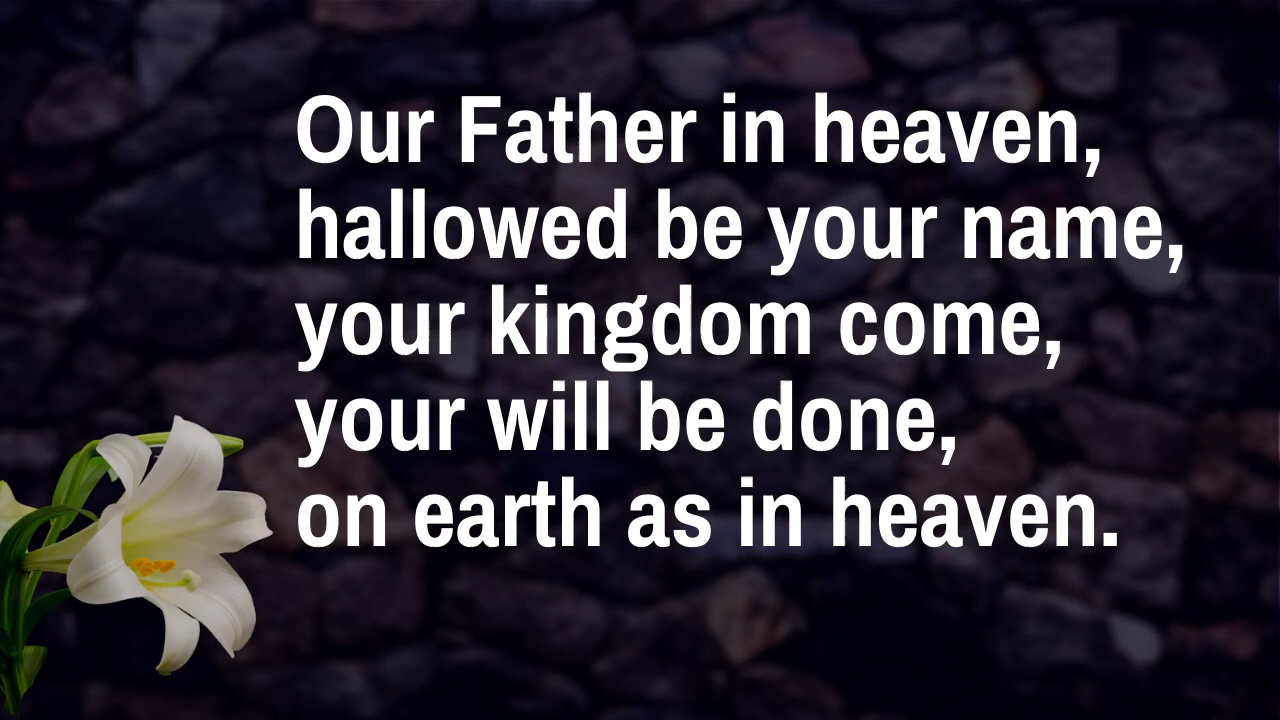 Our Father in heaven,
hallowed be your name,
your kingdom come,
your will be done,
on earth as in heaven.